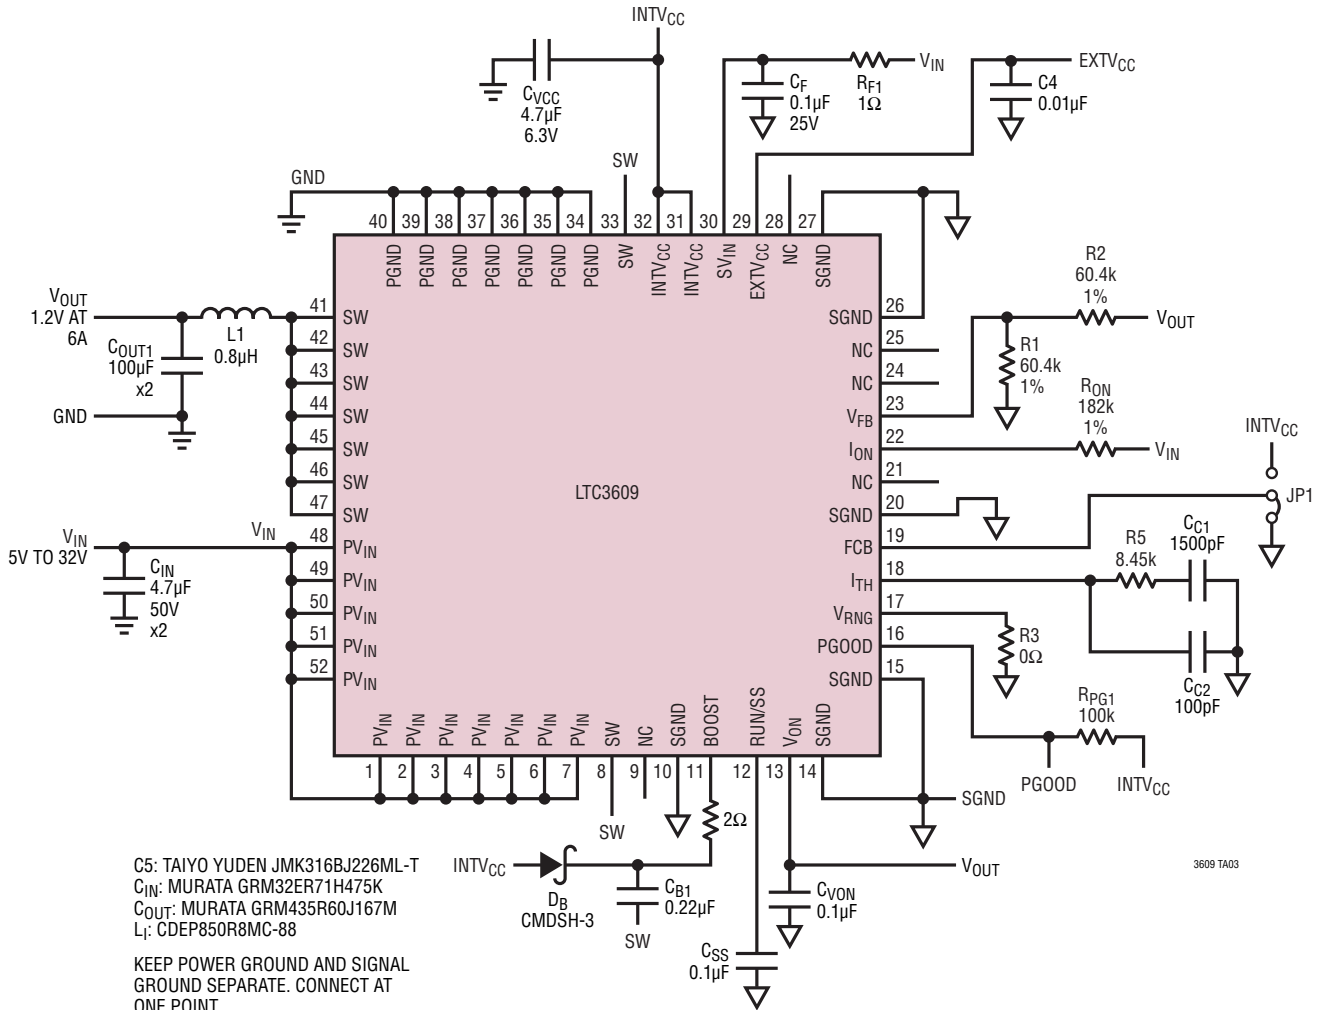 INTVCC
CVCC
4.7µF
6.3V
CF
0.1µF
25V
RF1
1Ω
VIN
EXTVCC
C4
0.01µF
GND
SW
40 39 38 37 36 35 34 33 32 31 30 29 28 27
PGND PGND PGND PGND PGND PGND PGND SW INTVCC INTVCC SVIN EXTVCC NC SGND
VOUT
1.2V AT
6A
COUT1
100µF
x2
L1
0.8µH
GND
41 SW
42 SW
43 SW
44 SW
45 SW
46 SW
47 SW
48 PVIN
49 PVIN
50 PVIN
51 PVIN
52 PVIN
VIN
5V TO 32V
VIN
CIN
4.7µF
50V
x2
LTC3609
SGND 26
NC 25
NC 24
VFB 23
ION 22
NC 21
SGND 20
FCB 19
ITH 18
VRNG 17
PGOOD 16
SGND 15
R2
60.4k
1%
VOUT
R1
60.4k
1%
RON
182k
1%
VIN
INTVCC
JP1
R5
8.45k
CC1
1500pF
CC2
100pF
R3
0Ω
RPG1
100k
PGOOD
INTVCC
PVIN PVIN PVIN PVIN PVIN PVIN PVIN SW NC SGND BOOST RUN/SS VON SGND
1 2 3 4 5 6 7 8 9 10 11 12 13 14
SW
2Ω
SGND
INTVCC
DB
CMDSH-3
CB1
0.22µF
SW
VOUT
CVON
0.1µF
CSS
0.1µF
3609 TA03
C5: TAIYO YUDEN JMK316BJ226ML-T
CIN: MURATA GRM32ER71H475K
COUT: MURATA GRM435R60J167M
LI: CDEP850R8MC-88
KEEP POWER GROUND AND SIGNAL
GROUND SEPARATE. CONNECT AT
ONE POINT